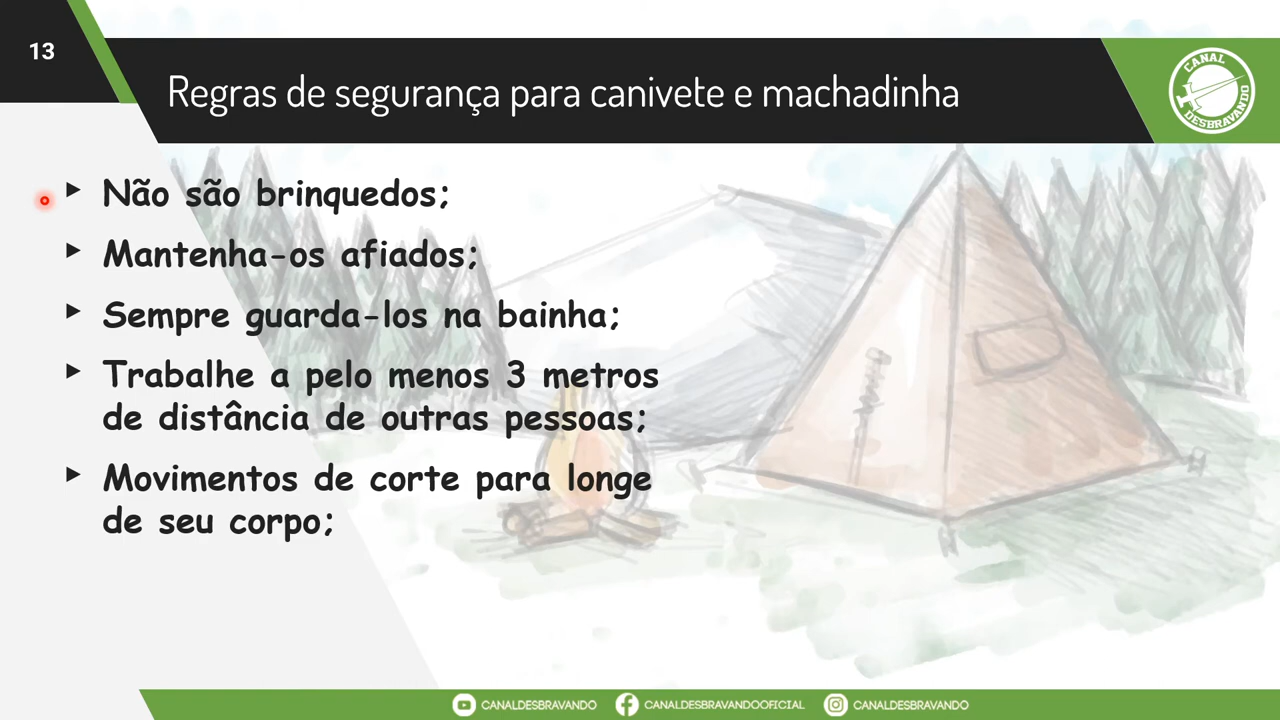 13
Regras de segurança para canivete e machadinha
CANAL
DESBRAVANDO
Não são brinquedos;
Mantenha-os afiados;
Sempre guarda-los na bainha;
Trabalhe a pelo menos 3 metros
de distância de outras pessoas;
Movimentos de corte para longe
de seu corpo;
CANALDESBRAVANDO
CANALDESBRAVANDOOFICIAL
CANALDESBRAVANDO